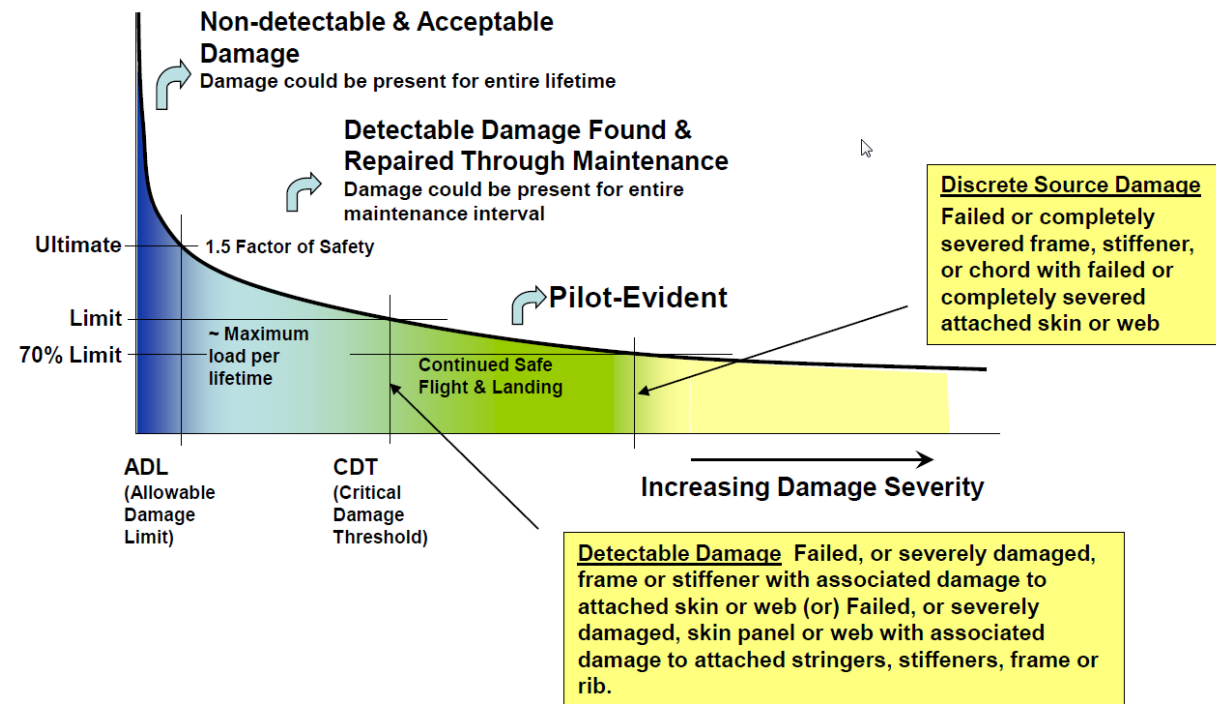 Non-detectable & Acceptable
Damage
Damage could be present for entire lifetime
Detectable Damage Found &
Repaired Through Maintenance
Damage could be present for entire
maintenance interval
Discrete Source Damage
Failed or completely
severed frame, stiffener,
or chord with failed or
completely severed
attached skin or web
Ultimate
1.5 Factor of Safety
Pilot-Evident
Limit
~ Maximum
load per
lifetime
70% Limit
Continued Safe
Flight & Landing
ADL
(Allowable
Damage
Limit)
CDT
(Critical
Damage
Threshold)
Increasing Damage Severity
Detectable Damage Failed, or severely damaged,
frame or stiffener with associated damage to
attached skin or web (or) Failed, or severely
damaged, skin panel or web with associated
damage to attached stringers, stiffeners, frame or
rib.